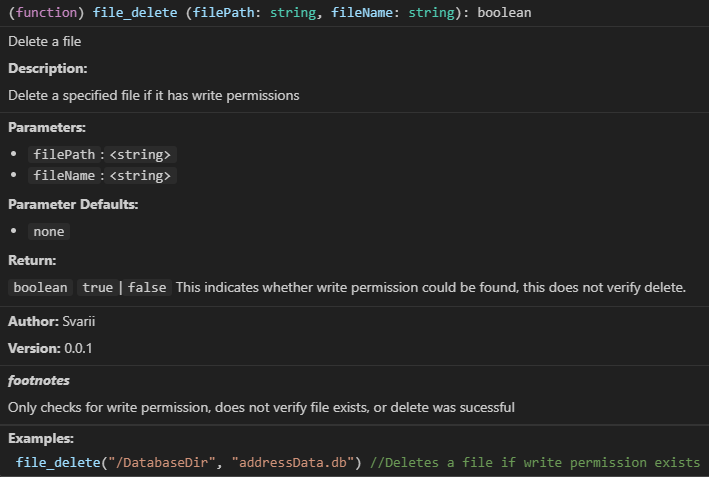 (function) file_delete (filePath: string, fileName: string): boolean
Delete a file
Description:
Delete a specified file if it has write permissions
Parameters:
• filePath : <string>
• fileName : <string>
Parameter Defaults:
• none
Return:
boolean true | false This indicates whether write permission could be found, this does not verify delete.
Author: Svarii
Version: 0.0.1
footnotes
Only checks for write permission, does not verify file exists, or delete was sucessful
Examples:
file_delete("/DatabaseDir", "addressData.db") //Deletes a file if write permission exists